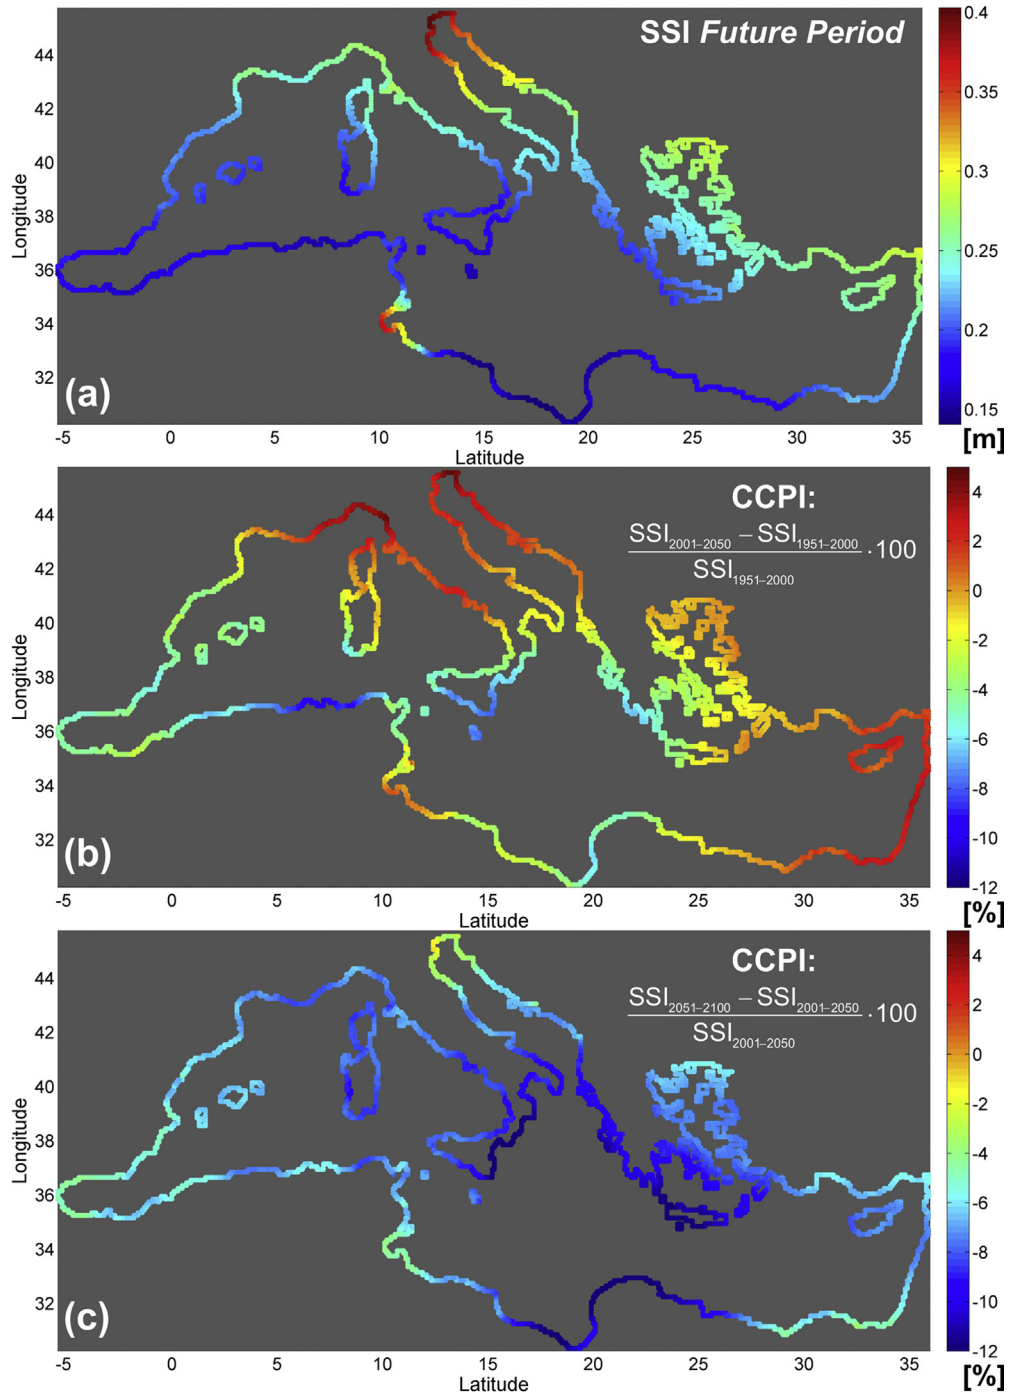 SSI Future Period
44
42
40
38
36
34
32
Longitude
(a)
-5 0 5 10 15 20 25 30 35
Latitude
0.4
0.35
0.3
0.25
0.2
0.15
[m]
CCPI:
SSI2001–2050 – SSI1951–2000
SSI1951–2000
·100
44
42
40
38
36
34
32
Longitude
(b)
-5 0 5 10 15 20 25 30 35
Latitude
4
2
0
-2
-4
-6
-8
-10
-12
[%]
CCPI:
SSI2051-2100 – SSI2001–2050
SSI2001–2050
·100
44
42
40
38
36
34
32
Longitude
(c)
-5 0 5 10 15 20 25 30 35
Latitude
4
2
0
-2
-4
-6
-8
-10
-12
[%]